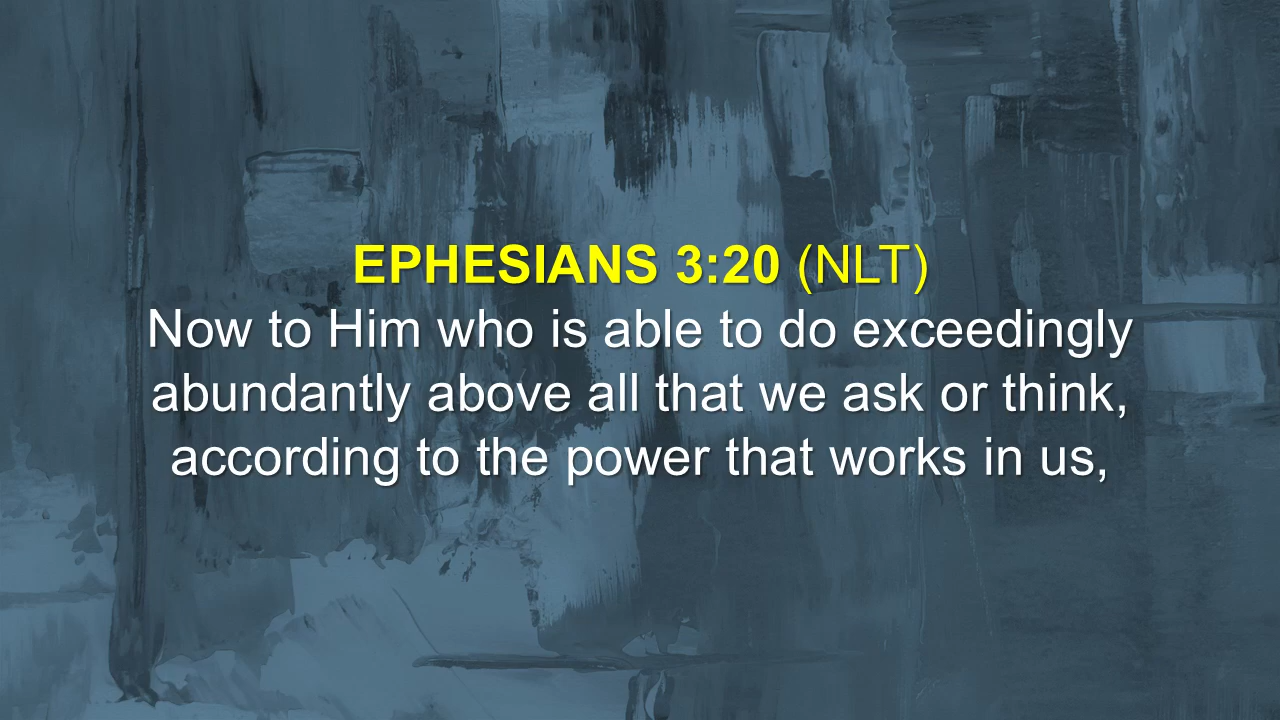 EPHESIANS 3:20 (NLT)
Now to Him who is able to do exceedingly
abundantly above all that we ask or think,
according to the power that works in us,